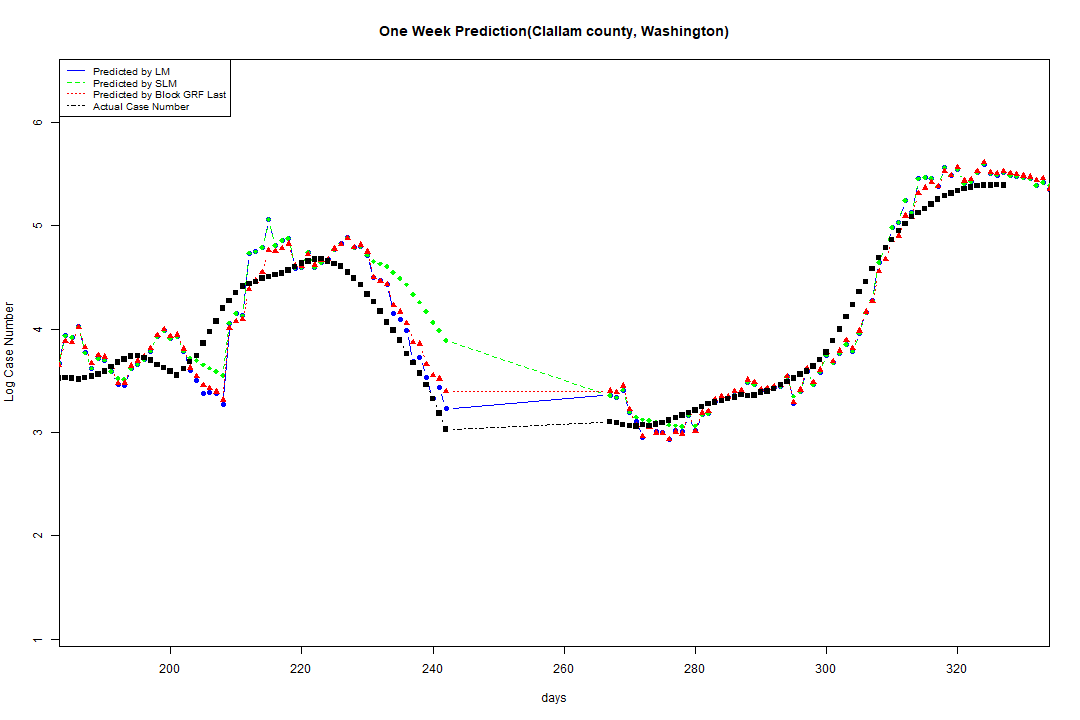 One Week Prediction(Clallam county, Washington)
Predicted by LM
Predicted by SLM
Predicted by Block GRF Last
Actual Case Number
Log Case Number
6
5
4
3
2
1
200 220 240 260 280 300 320
days